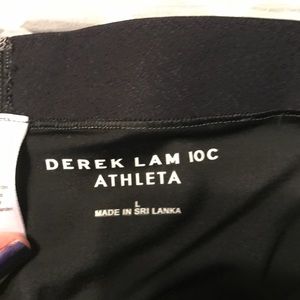 DEREK LAM 10C
ATHLETA
L
MADE IN SRI LANKA